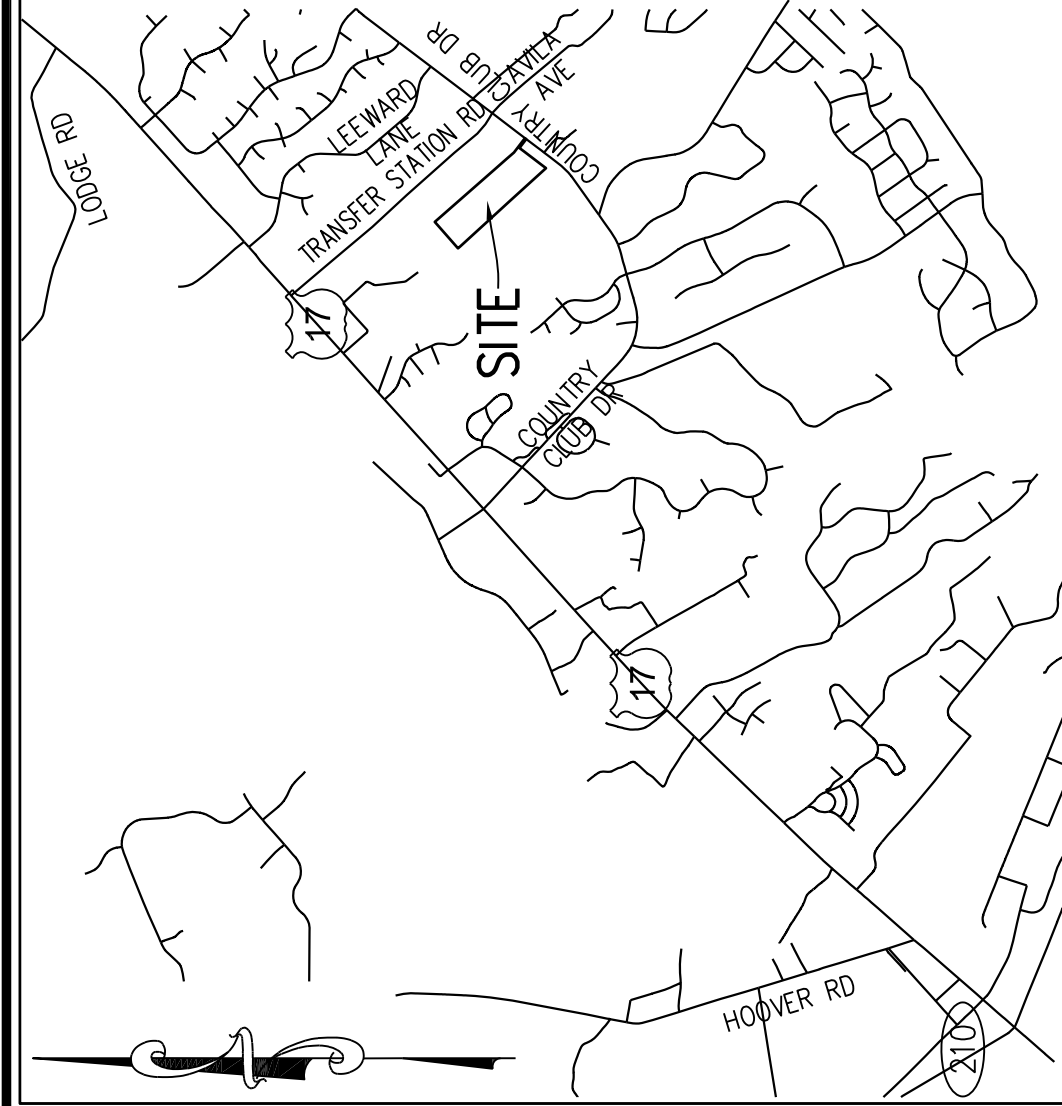 LODGE RD
LEEWARD
LANE
TRANSFER STATION RD
COUNTRY CLUB DR
AVILA
AVE
17
SITE
COUNTRY
CLUB DR
17
HOOVER RD
210
N